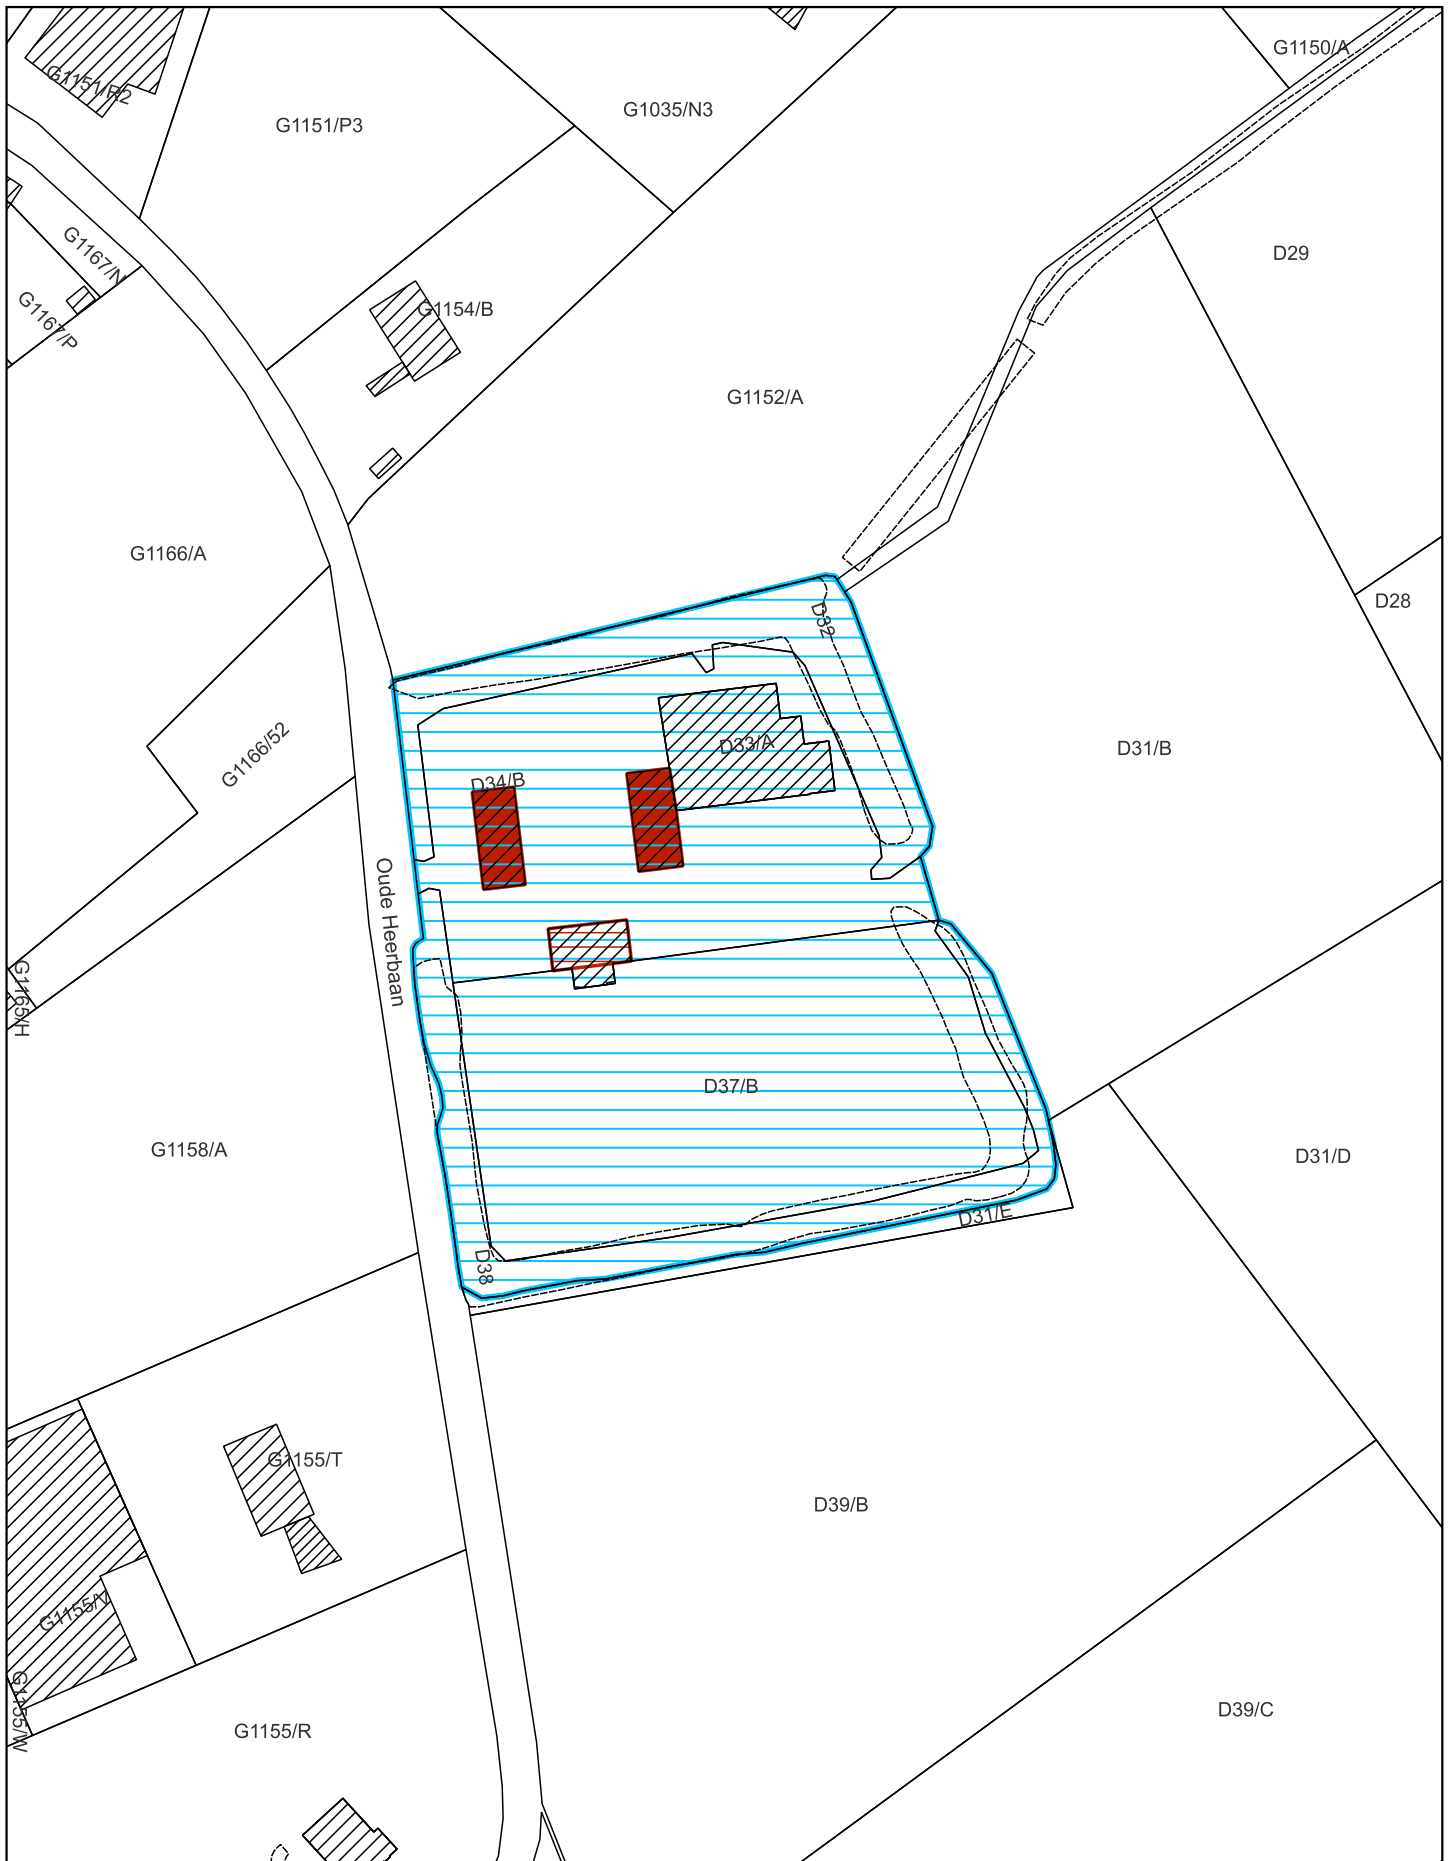 G1150/A
G1151/R2
G1035/N3
G1151/P3
G1167/N
D29
G1167/P
G1154/B
G1152/A
G1166/A
D28
D32
G1166/52
D33/A
D31/B
D34/B
Oude Heerbaan
G1165/H
D37/B
G1158/A
D31/D
D31/E
D38
G1155/T
D39/B
G1155/V
G1155/W
D39/C
G1155/R